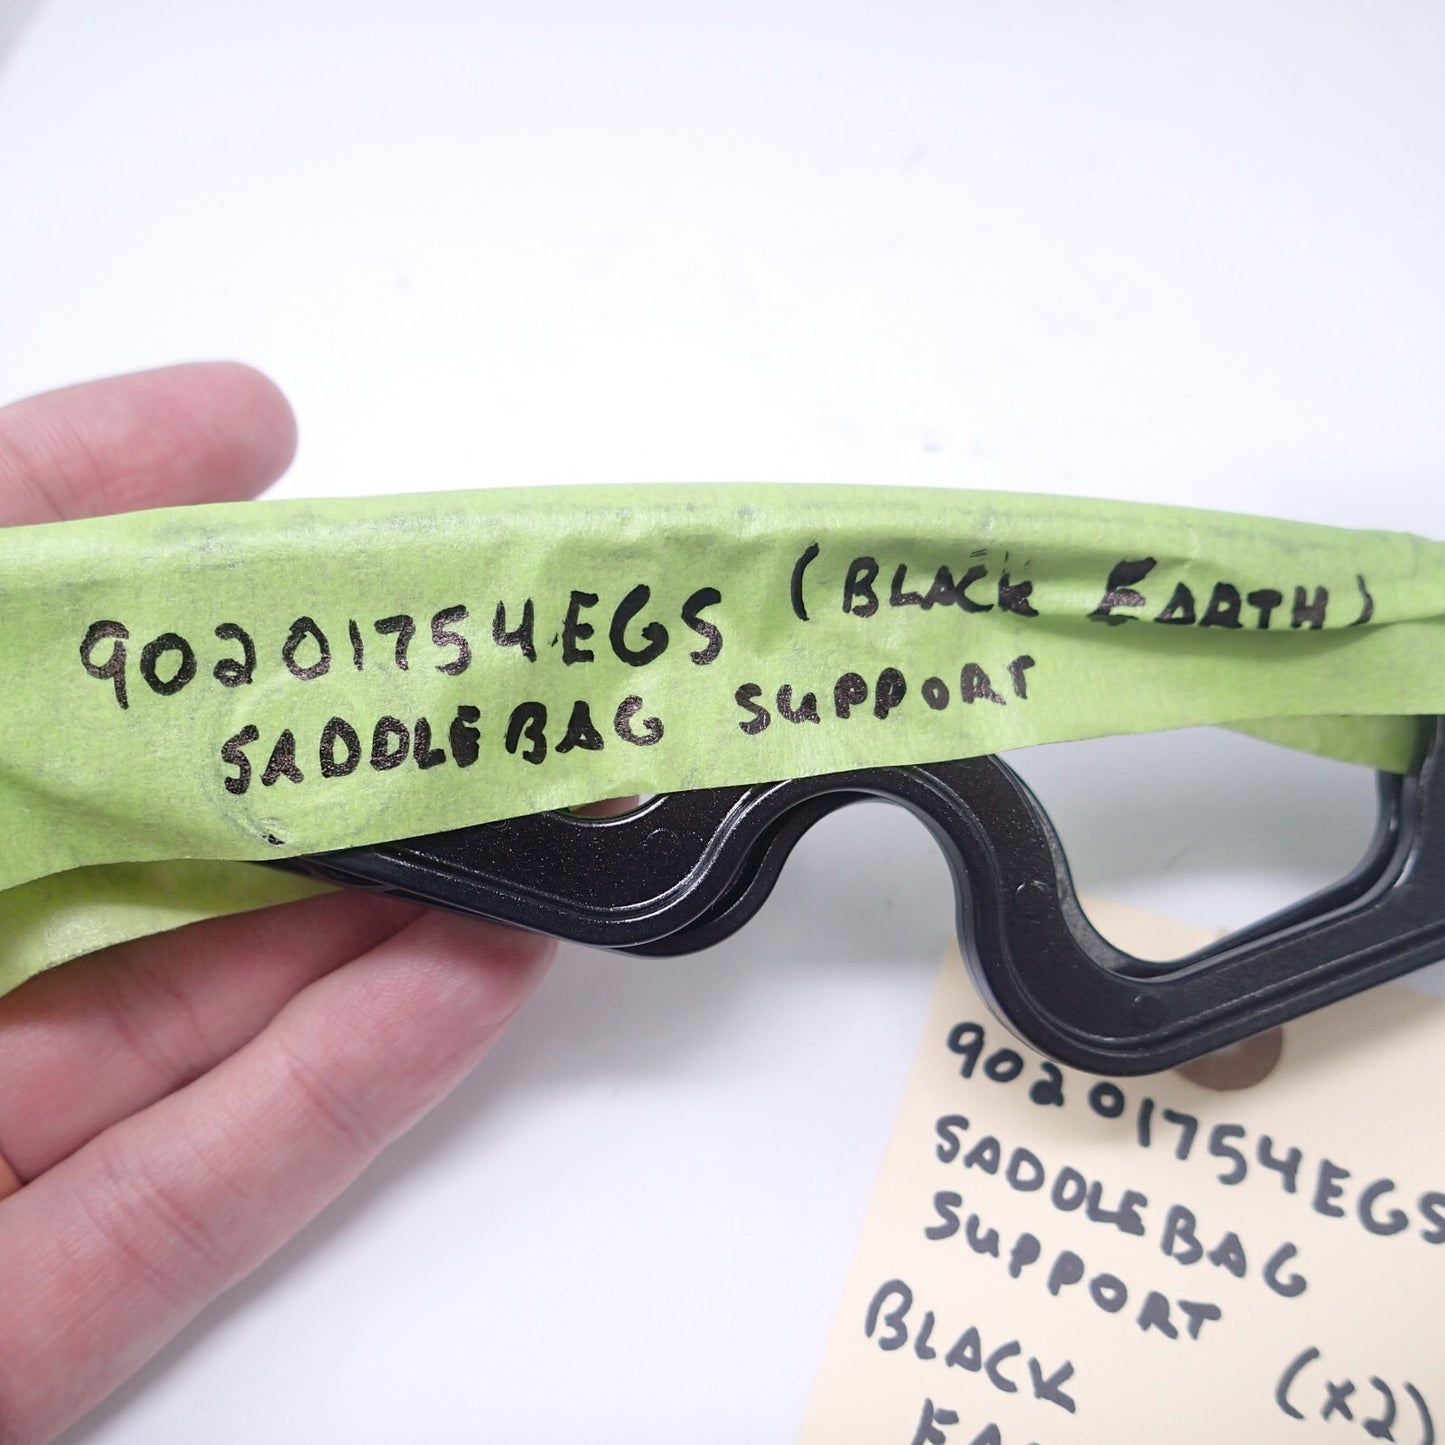 90201754EGS (BLACK EARTH)
SADDLEBAG SUPPORT
90201754EGS
SADDLEBAG
SUPPORT
BLACK (x2)